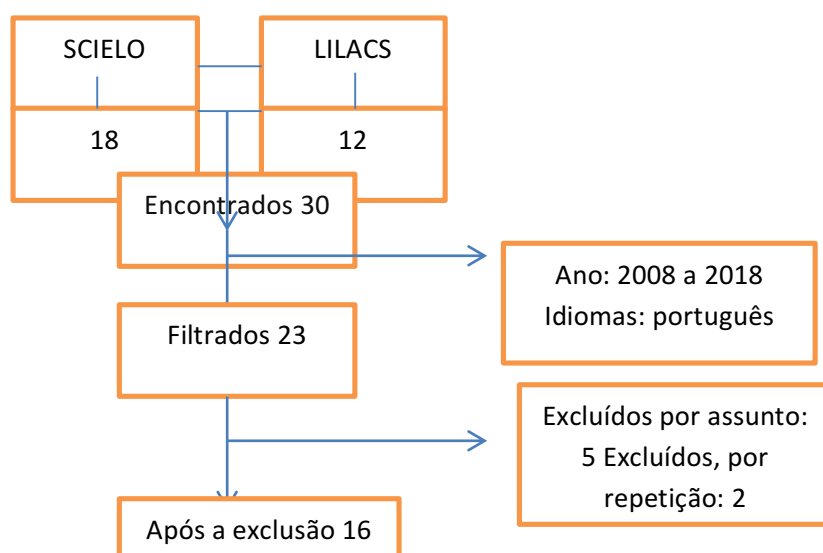 SCIELO
LILACS
18
12
Encontrados 30
Ano: 2008 a 2018
Idiomas: português
Filtrados 23
Excluídos por assunto:
5 Excluídos, por
repetição: 2
Após a exclusão 16